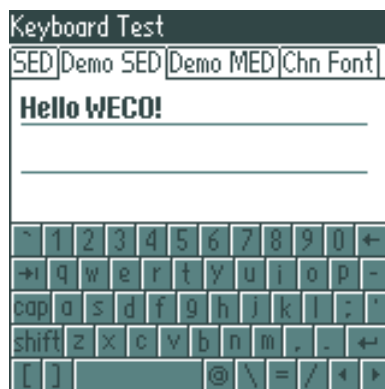 Keyboard Test
SED Demo SED Demo MED Chn Font
Hello WECO!
` 1 2 3 4 5 6 7 8 9 0 ←
→| q w e r t y u i o p -
cap a s d f g h j k l ; '
shift z x c v b n m , . ↵
[ ] @ \ = / ◂ ▸